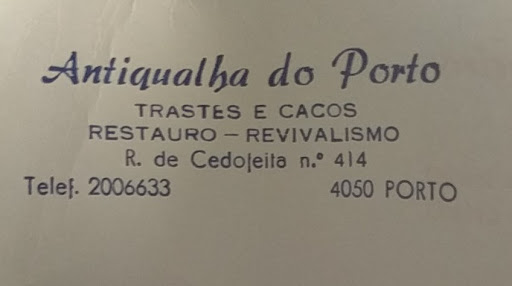 Antiqualha do Porto
TRASTES E CACOS
RESTAURO – REVIVALISMO
R. de Cedofeita n.º 414
Telef. 2006633 4050 PORTO